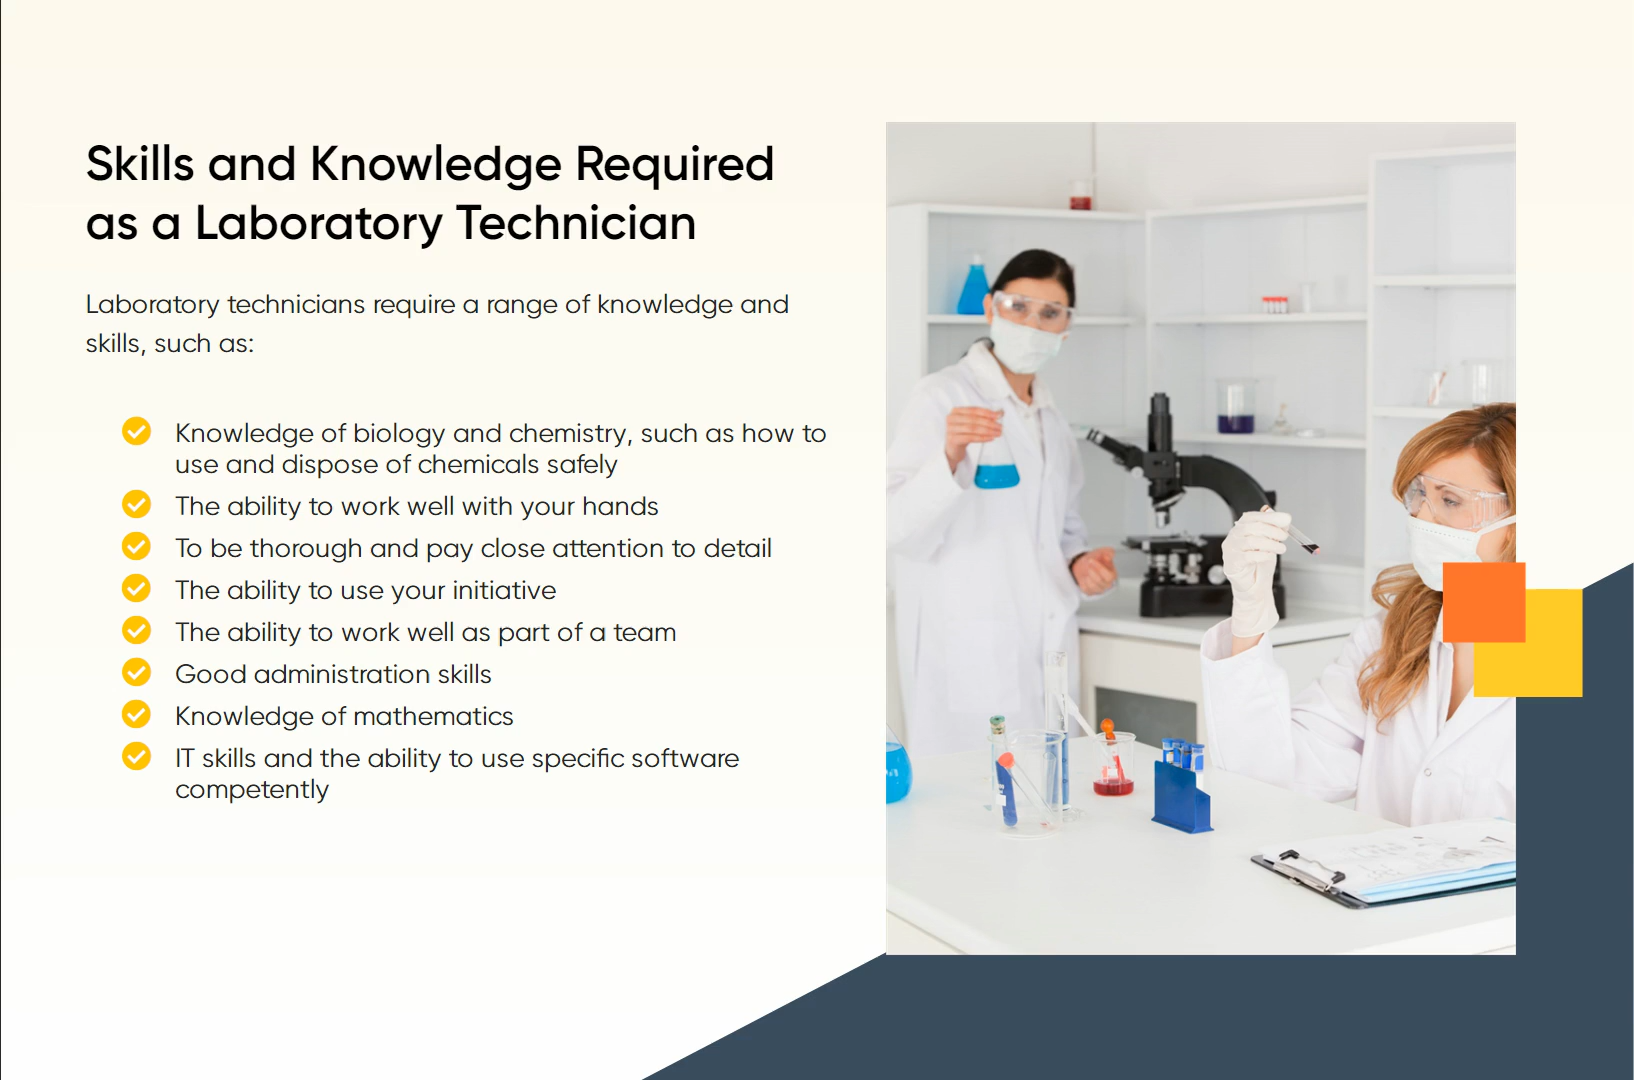 Skills and Knowledge Required
as a Laboratory Technician
Laboratory technicians require a range of knowledge and
skills, such as:
Knowledge of biology and chemistry, such as how to
use and dispose of chemicals safely
The ability to work well with your hands
To be thorough and pay close attention to detail
The ability to use your initiative
The ability to work well as part of a team
Good administration skills
Knowledge of mathematics
IT skills and the ability to use specific software
competently